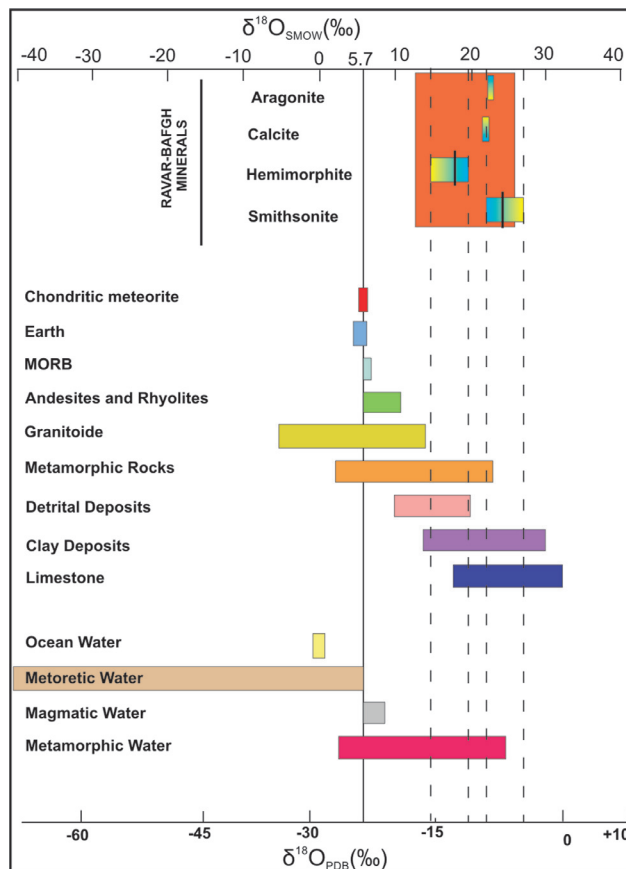 δ¹⁸O_SMOW(‰)
-40 -30 -20 -10 0 5.7 10 20 30 40
RAVAR-BAFGH
MINERALS
Aragonite
Calcite
Hemimorphite
Smithsonite
Chondritic meteorite
Earth
MORB
Andesites and Rhyolites
Granitoide
Metamorphic Rocks
Detrital Deposits
Clay Deposits
Limestone
Ocean Water
Metoretic Water
Magmatic Water
Metamorphic Water
-60 -45 -30 -15 0 +10
δ¹⁸O_PDB(‰)